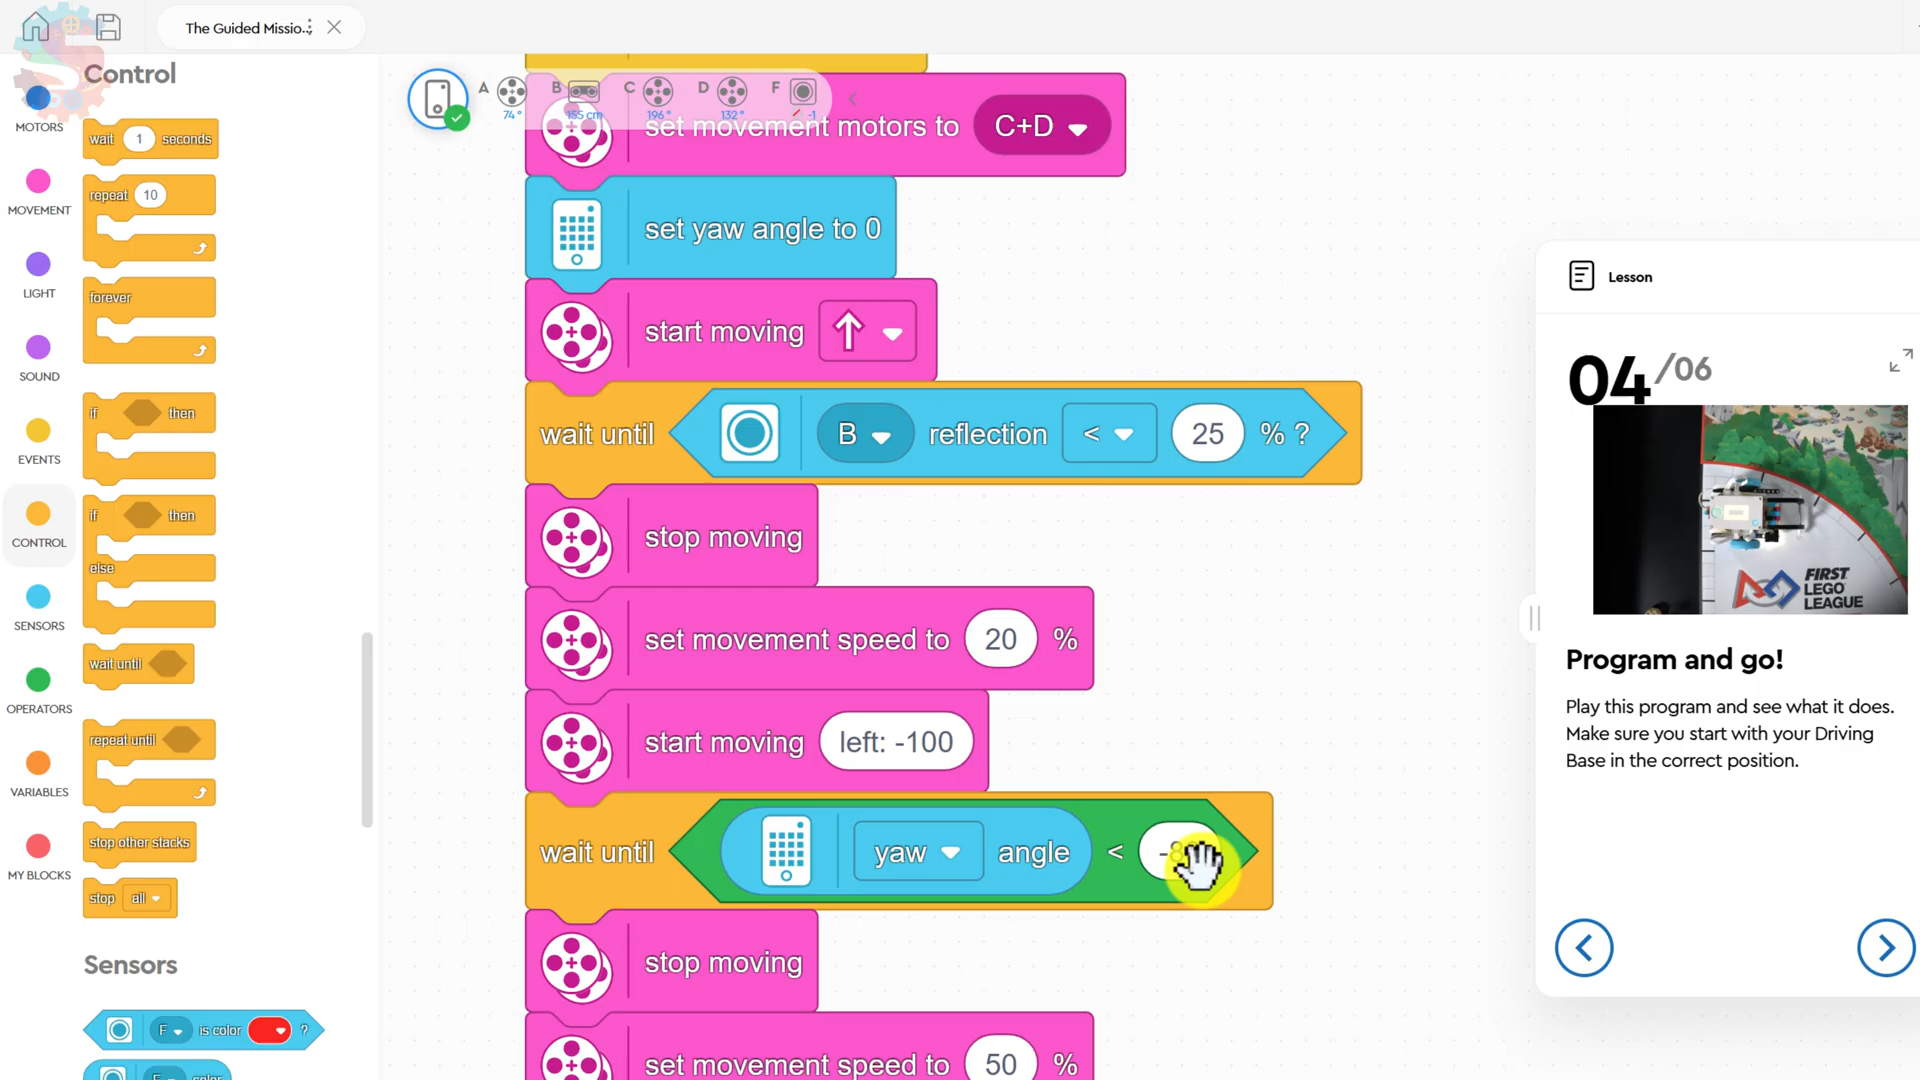 The Guided Missio...
Control
MOTORS
MOVEMENT
LIGHT
SOUND
EVENTS
CONTROL
SENSORS
OPERATORS
VARIABLES
MY BLOCKS
wait 1 seconds
repeat 10
forever
if then
if then
else
wait until
repeat until
stop other stacks
stop all
Sensors
F is color ?
F color
A B C D F
74° 155 cm 196° 132° -1
set movement motors to C+D
set yaw angle to 0
start moving
wait until B reflection < 25 % ?
stop moving
set movement speed to 20 %
start moving left: -100
wait until yaw angle <
stop moving
set movement speed to 50 %
Lesson
04/06
FIRST
LEGO
LEAGUE
Program and go!
Play this program and see what it does.
Make sure you start with your Driving
Base in the correct position.